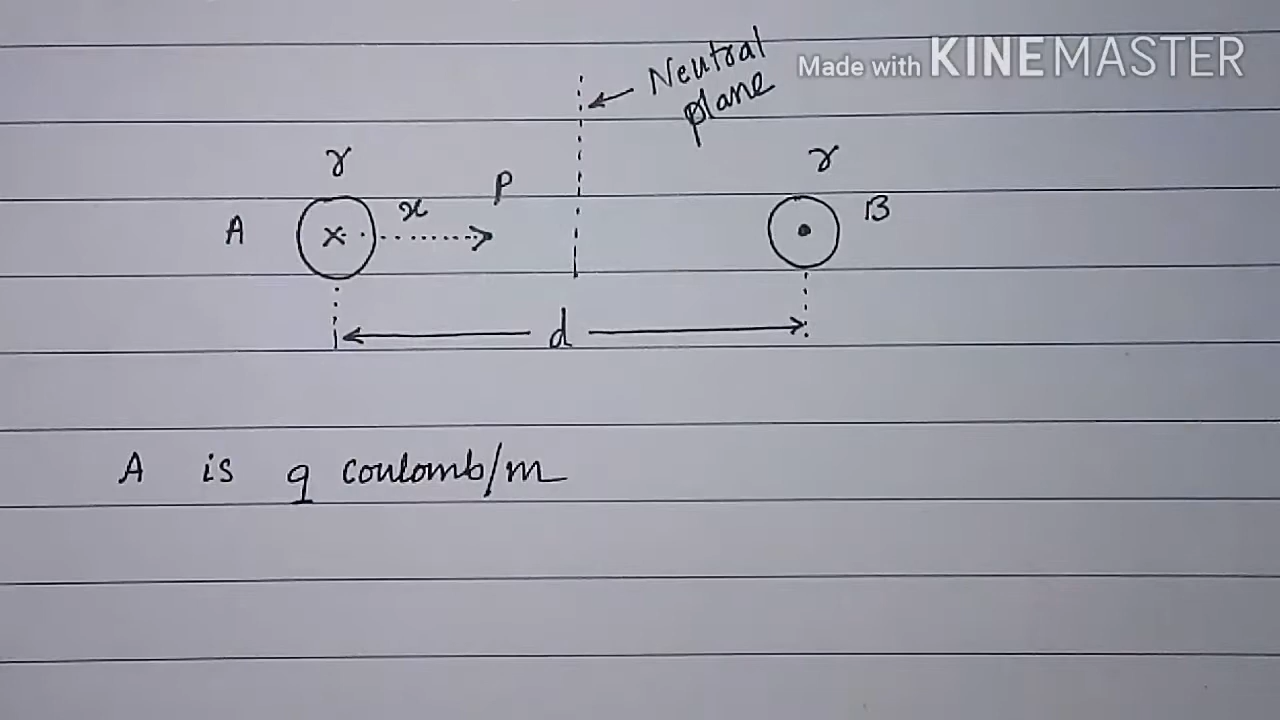 Made with KINEMASTER
Neutral
plane
r r
A x P B
d
A is q coulomb/m